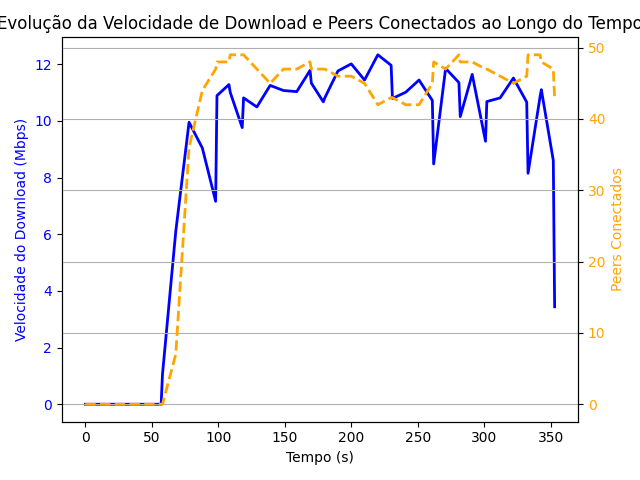 Evolução da Velocidade de Download e Peers Conectados ao Longo do Tempo
Velocidade do Download (Mbps)
12
10
8
6
4
2
0
50
40
30
20
10
0
Peers Conectados
0 50 100 150 200 250 300 350
Tempo (s)